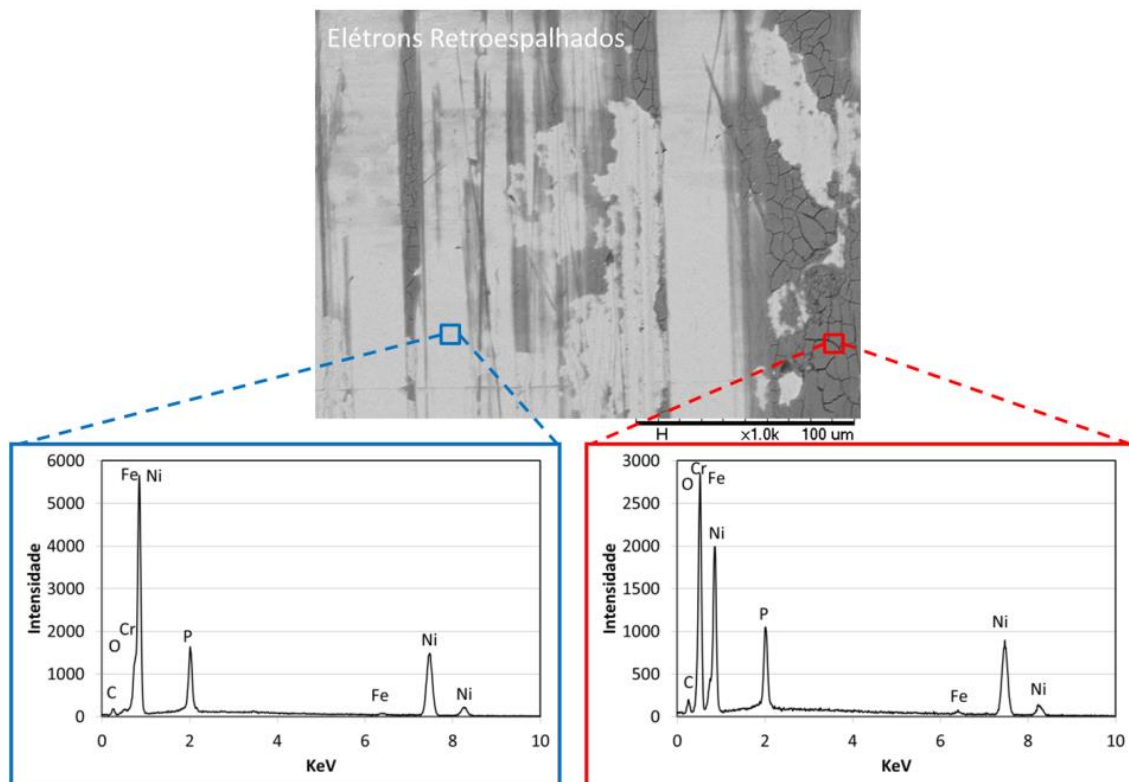 Elétrons Retroespalhados
H x1.0k 100 um
6000
5000
4000
3000
2000
1000
0
Intensidade
Fe Ni
Cr
O
C
P
Fe
Ni
Ni
0 2 4 6 8 10
KeV
3000
2500
2000
1500
1000
500
0
Intensidade
Cr
O Fe
Ni
C
P
Fe
Ni
Ni
0 2 4 6 8 10
KeV